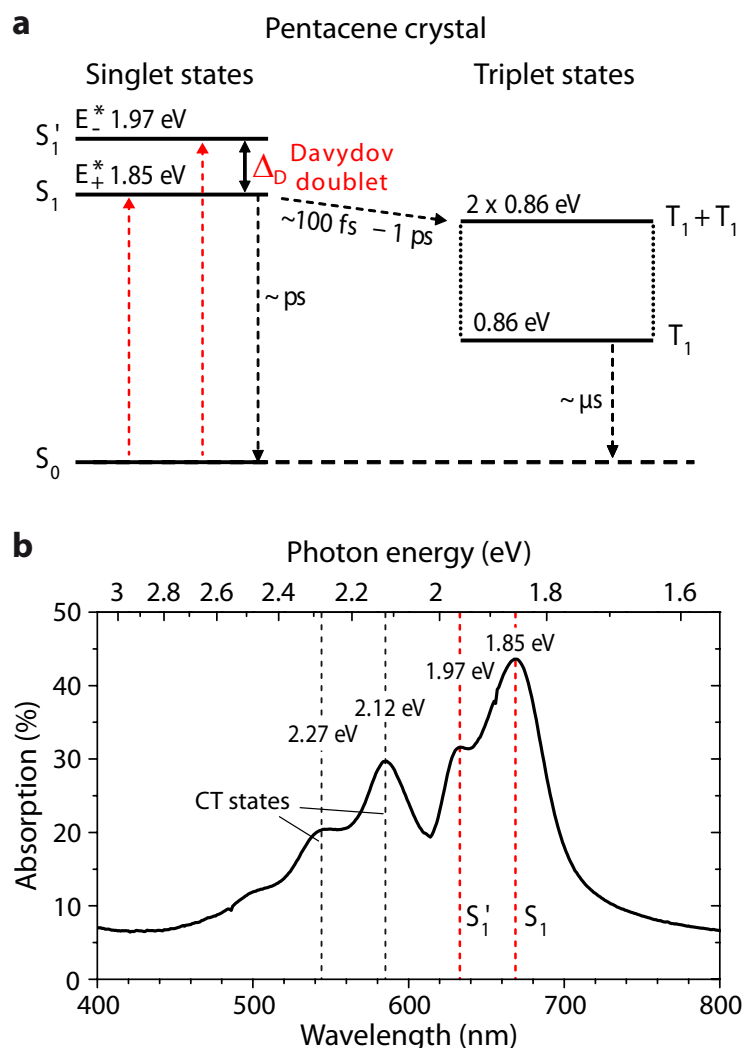 a
Pentacene crystal
Singlet states
Triplet states
S₁' E₋* 1.97 eV
S₁ E₊* 1.85 eV
Δ_D Davydov
doublet
~100 fs – 1 ps
2 x 0.86 eV
T₁ + T₁
~ ps
0.86 eV
T₁
~ μs
S₀
b
Photon energy (eV)
3 2.8 2.6 2.4 2.2 2 1.8 1.6
50
40
30
20
10
0
Absorption (%)
1.85 eV
1.97 eV
2.12 eV
2.27 eV
CT states
S₁' S₁
400 500 600 700 800
Wavelength (nm)